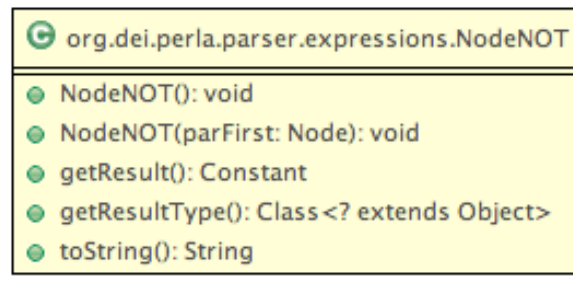 C org.dei.perla.parser.expressions.NodeNOT
NodeNOT(): void
NodeNOT(parFirst: Node): void
getResult(): Constant
getResultType(): Class<? extends Object>
toString(): String